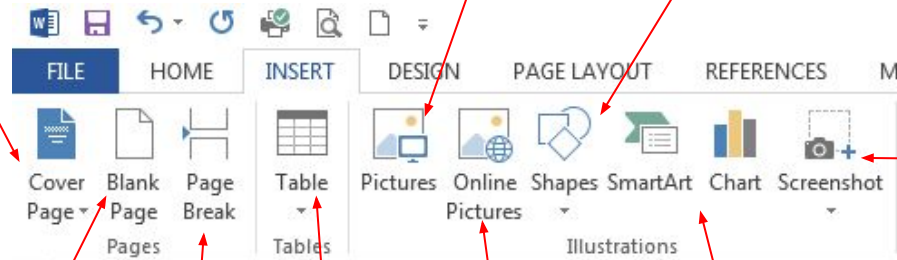 FILE HOME INSERT DESIGN PAGE LAYOUT REFERENCES M
Cover Blank Page Table Pictures Online Shapes SmartArt Chart Screenshot
Page Page Break Pictures
Pages Tables Illustrations